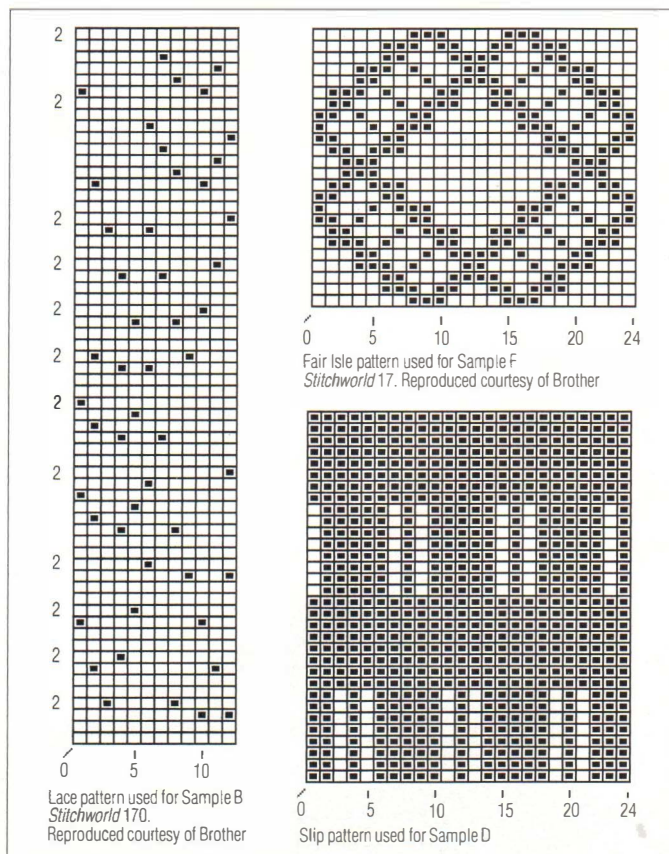 2
2
2
2
2
2
2
2
2
2
2
2
0 5 10
Lace pattern used for Sample B
Stitchworld 170.
Reproduced courtesy of Brother
0 5 10 15 20 24
Fair Isle pattern used for Sample F
Stitchworld 17. Reproduced courtesy of Brother
0 5 10 15 20 24
Slip pattern used for Sample D